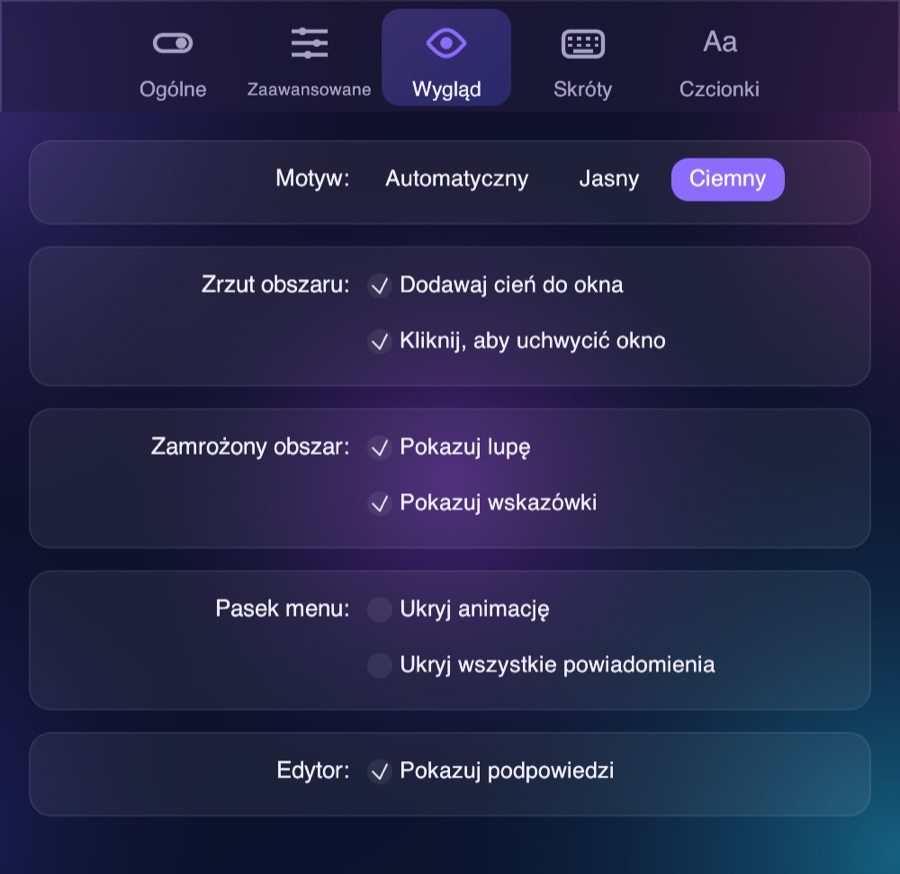 Ogólne
Zaawansowane
Wygląd
Skróty
Aa
Czcionki
Motyw: Automatyczny Jasny Ciemny
Zrzut obszaru: Dodawaj cień do okna
Kliknij, aby uchwycić okno
Zamrożony obszar: Pokazuj lupę
Pokazuj wskazówki
Pasek menu: Ukryj animację
Ukryj wszystkie powiadomienia
Edytor: Pokazuj podpowiedzi